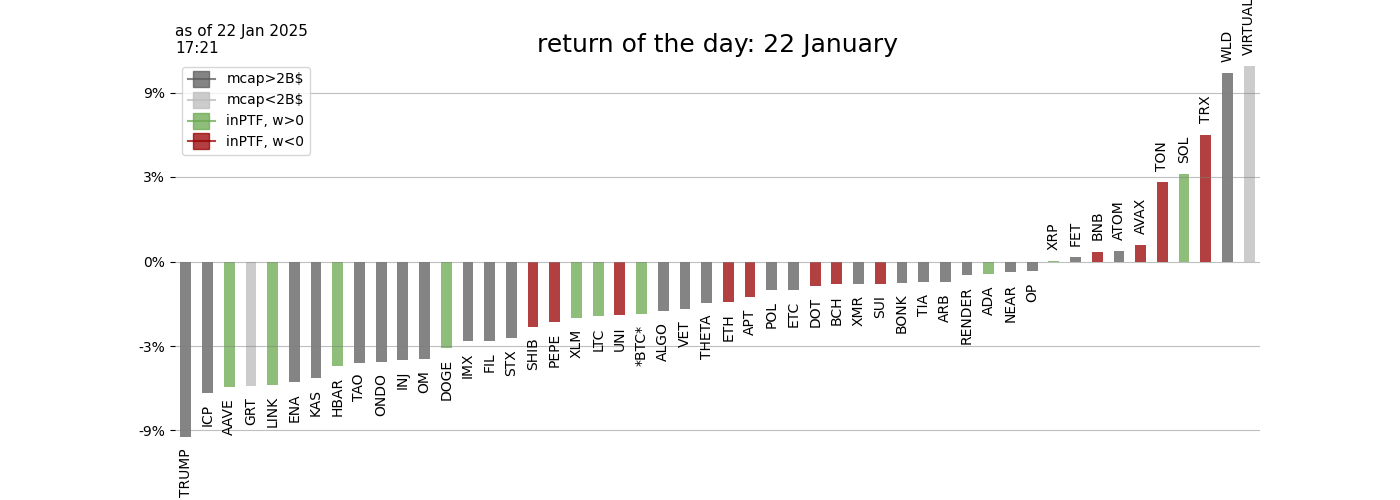 as of 22 Jan 2025
17:21
return of the day: 22 January
mcap>2B$
mcap<2B$
inPTF, w>0
inPTF, w<0
9%
3%
0%
-3%
-9%
TRUMP
ICP
AAVE
GRT
LINK
ENA
KAS
HBAR
TAO
ONDO
INJ
OM
DOGE
IMX
FIL
STX
SHIB
PEPE
XLM
LTC
UNI
*BTC*
ALGO
VET
THETA
ETH
APT
POL
ETC
DOT
BCH
XMR
SUI
BONK
TIA
ARB
RENDER
ADA
NEAR
OP
XRP
FET
BNB
ATOM
AVAX
TON
SOL
TRX
WLD
VIRTUAL